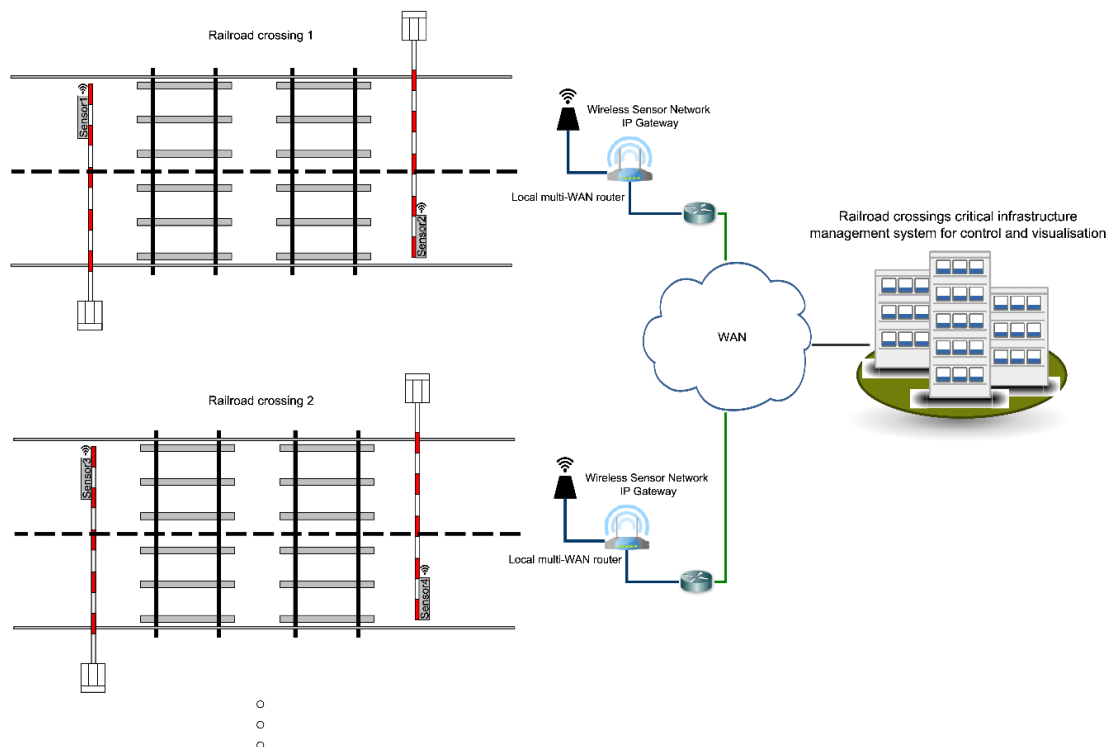 Railroad crossing 1
Sensor1
Sensor2
Wireless Sensor Network
IP Gateway
Local multi-WAN router
Railroad crossings critical infrastructure
management system for control and visualisation
WAN
Railroad crossing 2
Sensor3
Sensor4
Wireless Sensor Network
IP Gateway
Local multi-WAN router